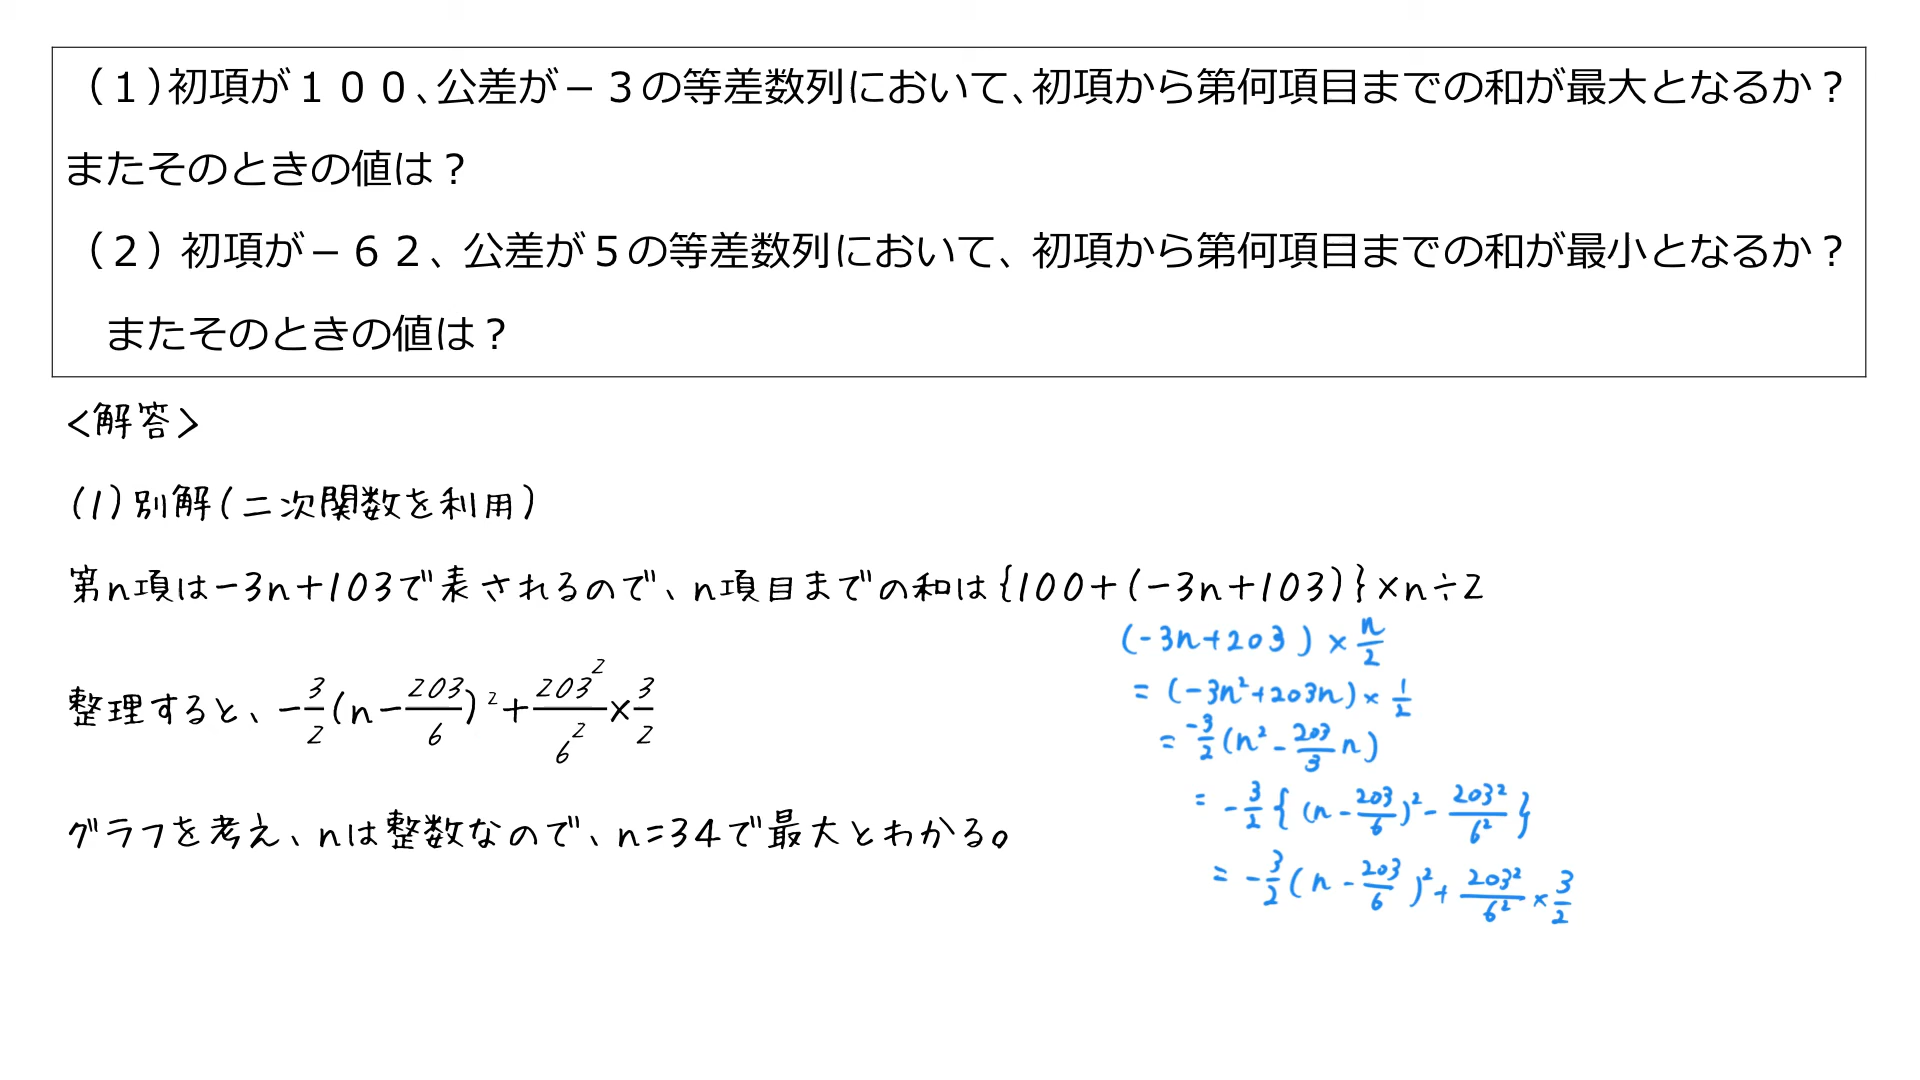 （１）初項が１００、公差が－３の等差数列において、初項から第何項目までの和が最大となるか？
またそのときの値は？
（２）初項が－６２、公差が５の等差数列において、初項から第何項目までの和が最小となるか？
またそのときの値は？
<解答>
(1)別解(二次関数を利用)
第n項は-3n+103で表されるので、n項目までの和は{100+(-3n+103)}×n÷2
(-3n+203)×n/2
=(-3n²+203n)×1/2
=-3/2(n²-203/3 n)
=-3/2{(n-203/6)²-203²/6²}
=-3/2(n-203/6)²+203²/6²×3/2
整理すると、-3/2(n-203/6)²+203²/6²×3/2
グラフを考え、nは整数なので、n=34で最大とわかる。